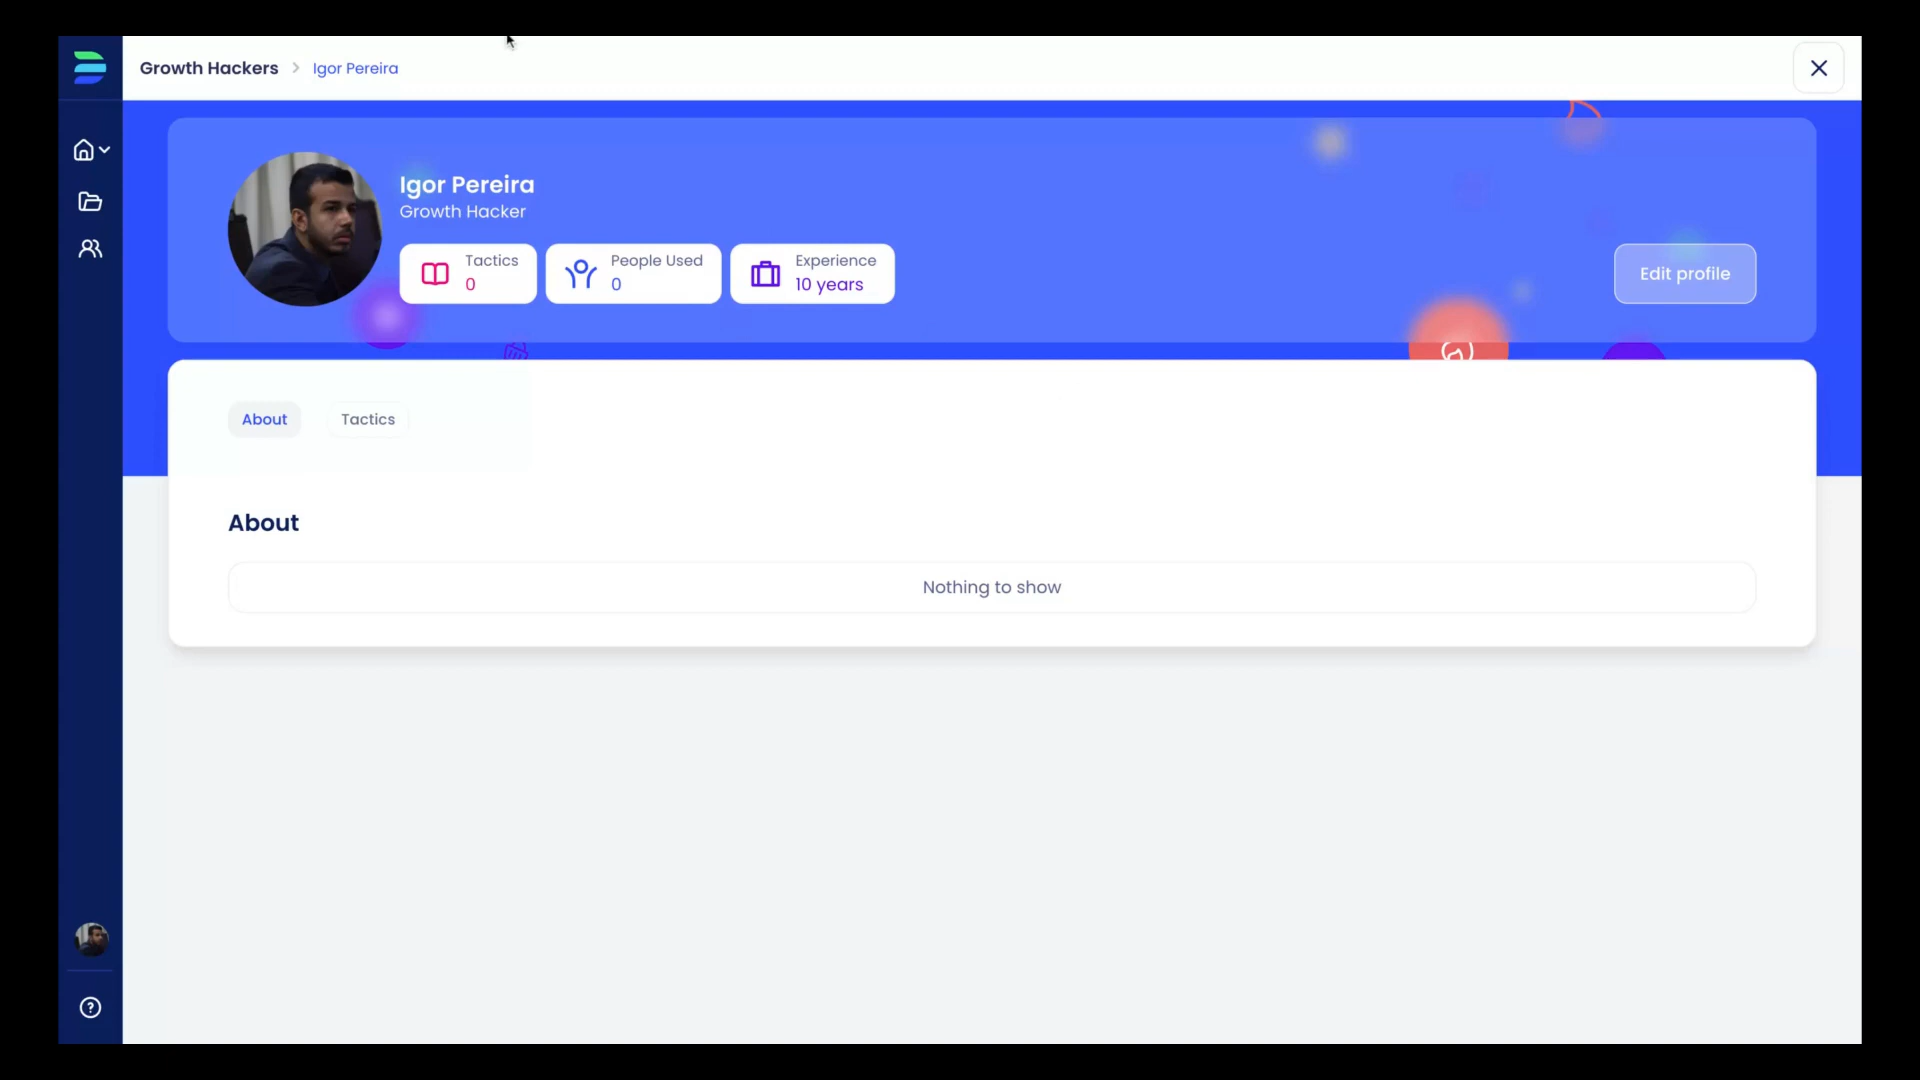 Growth Hackers > Igor Pereira
Igor Pereira
Growth Hacker
Tactics
0
People Used
0
Experience
10 years
Edit profile
About
Tactics
About
Nothing to show